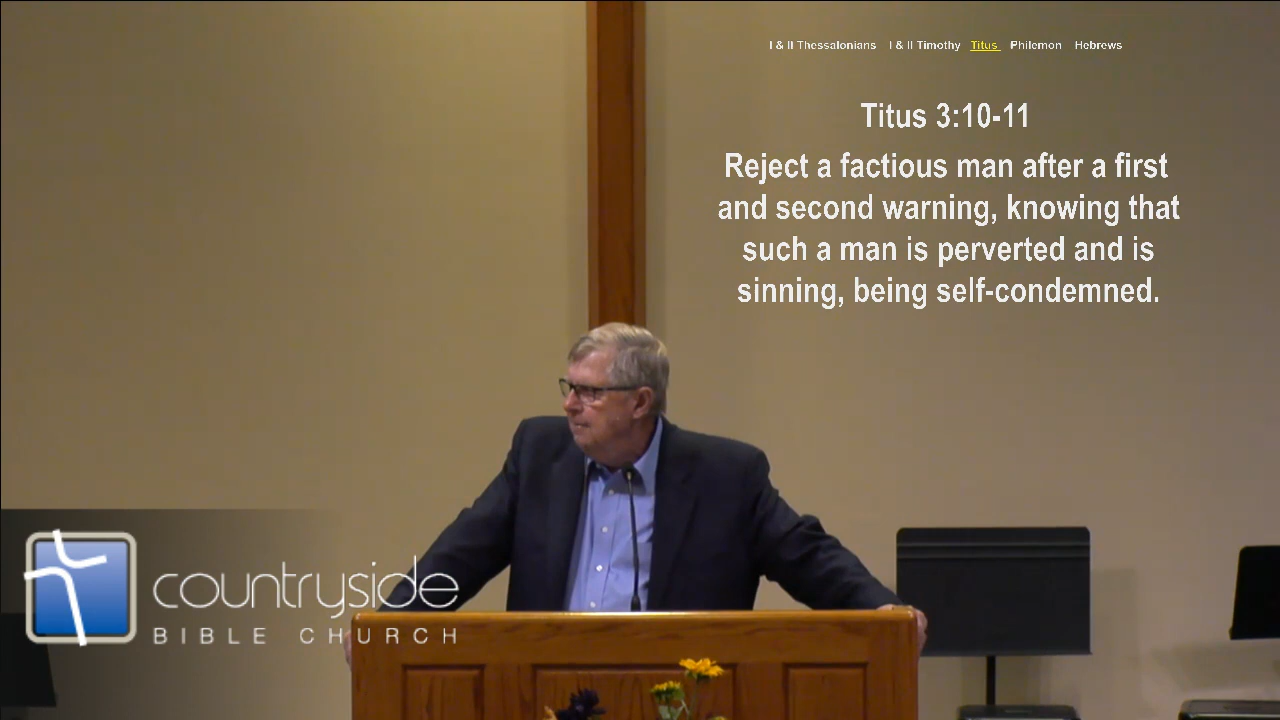 I & II Thessalonians I & II Timothy Titus Philemon Hebrews
Titus 3:10-11
Reject a factious man after a first
and second warning, knowing that
such a man is perverted and is
sinning, being self-condemned.
countryside
BIBLE CHURCH